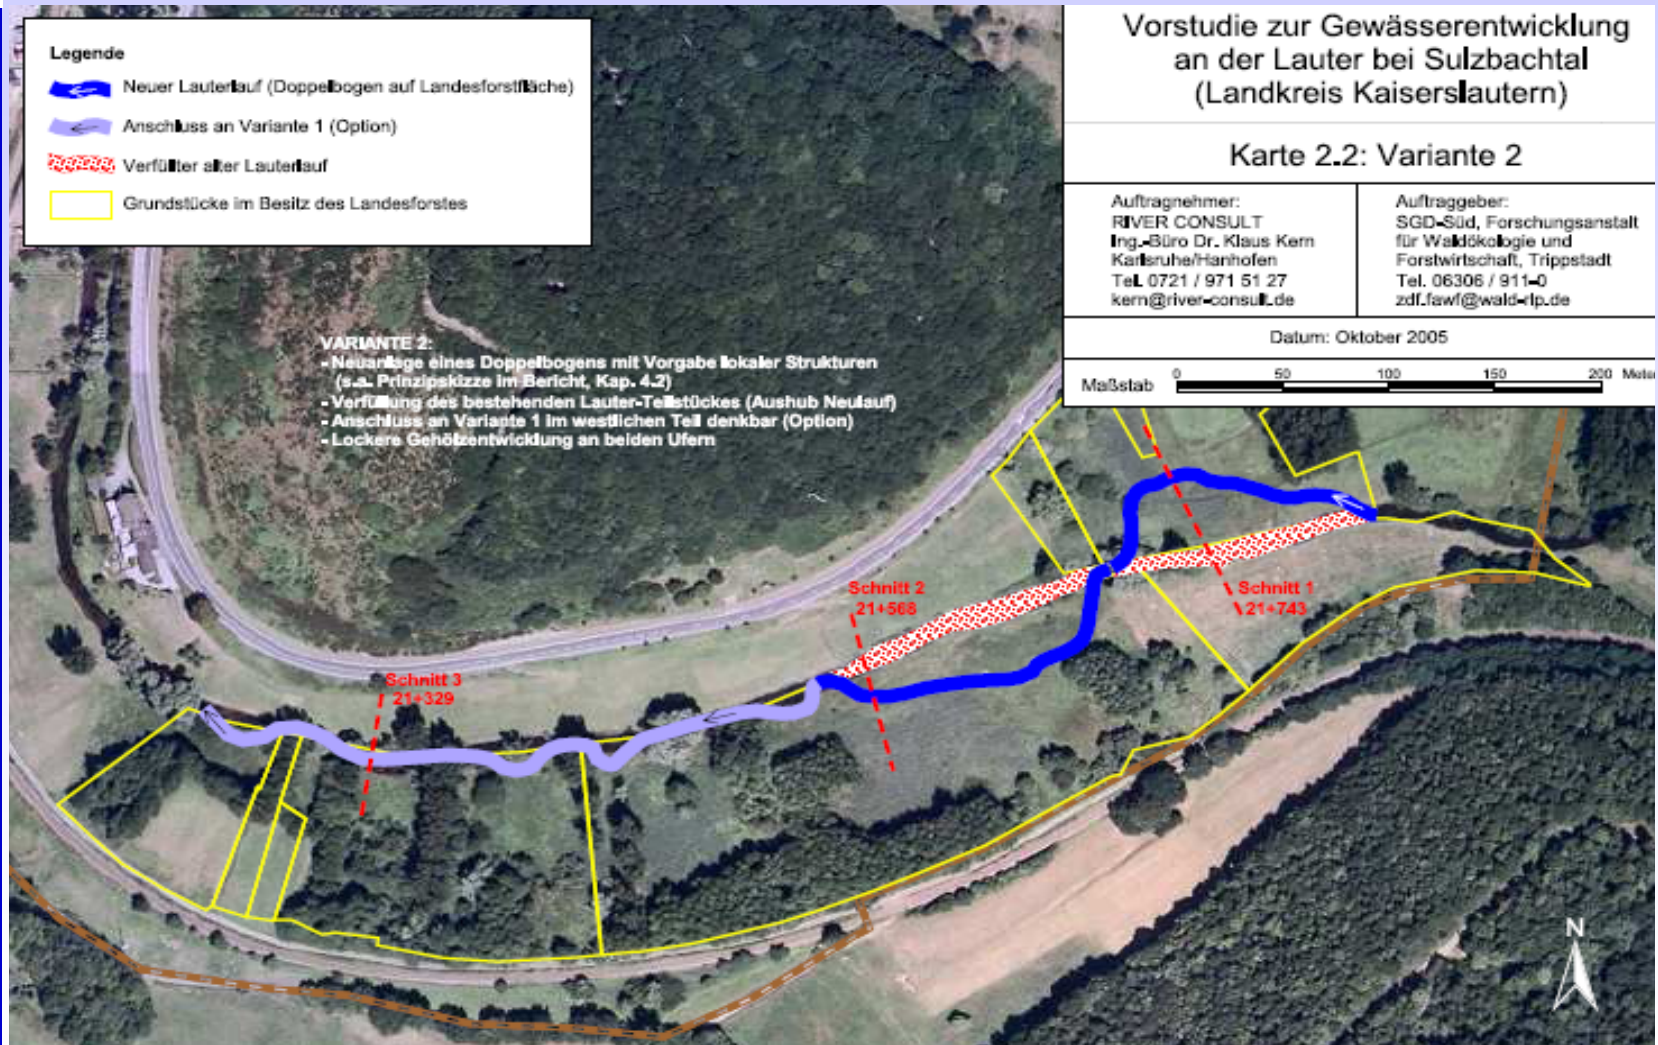 Legende
Neuer Lauterlauf (Doppelbogen auf Landesforstfläche)
Anschluss an Variante 1 (Option)
Verfüllter alter Lauterlauf
Grundstücke im Besitz des Landesforstes
Vorstudie zur Gewässerentwicklung
an der Lauter bei Sulzbachtal
(Landkreis Kaiserslautern)
Karte 2.2: Variante 2
Auftragnehmer:
RIVER CONSULT
Ing.-Büro Dr. Klaus Kern
Karlsruhe/Hanhofen
Tel. 0721 / 971 51 27
kern@river-consult.de
Auftraggeber:
SGD-Süd, Forschungsanstalt
für Waldökologie und
Forstwirtschaft, Trippstadt
Tel. 06306 / 911-0
zdf.fawf@wald-rlp.de
Datum: Oktober 2005
Maßstab 0 50 100 150 200 Meter
VARIANTE 2:
- Neuanlage eines Doppelbogens mit Vorgabe lokaler Strukturen
(s.a. Prinzipskizze im Bericht, Kap. 4.2)
- Verfüllung des bestehenden Lauter-Teilstückes (Aushub Neulauf)
- Anschluss an Variante 1 im westlichen Teil denkbar (Option)
- Lockere Gehölzentwicklung an beiden Ufern
Schnitt 1
21+743
Schnitt 2
21+568
Schnitt 3
21+329
N